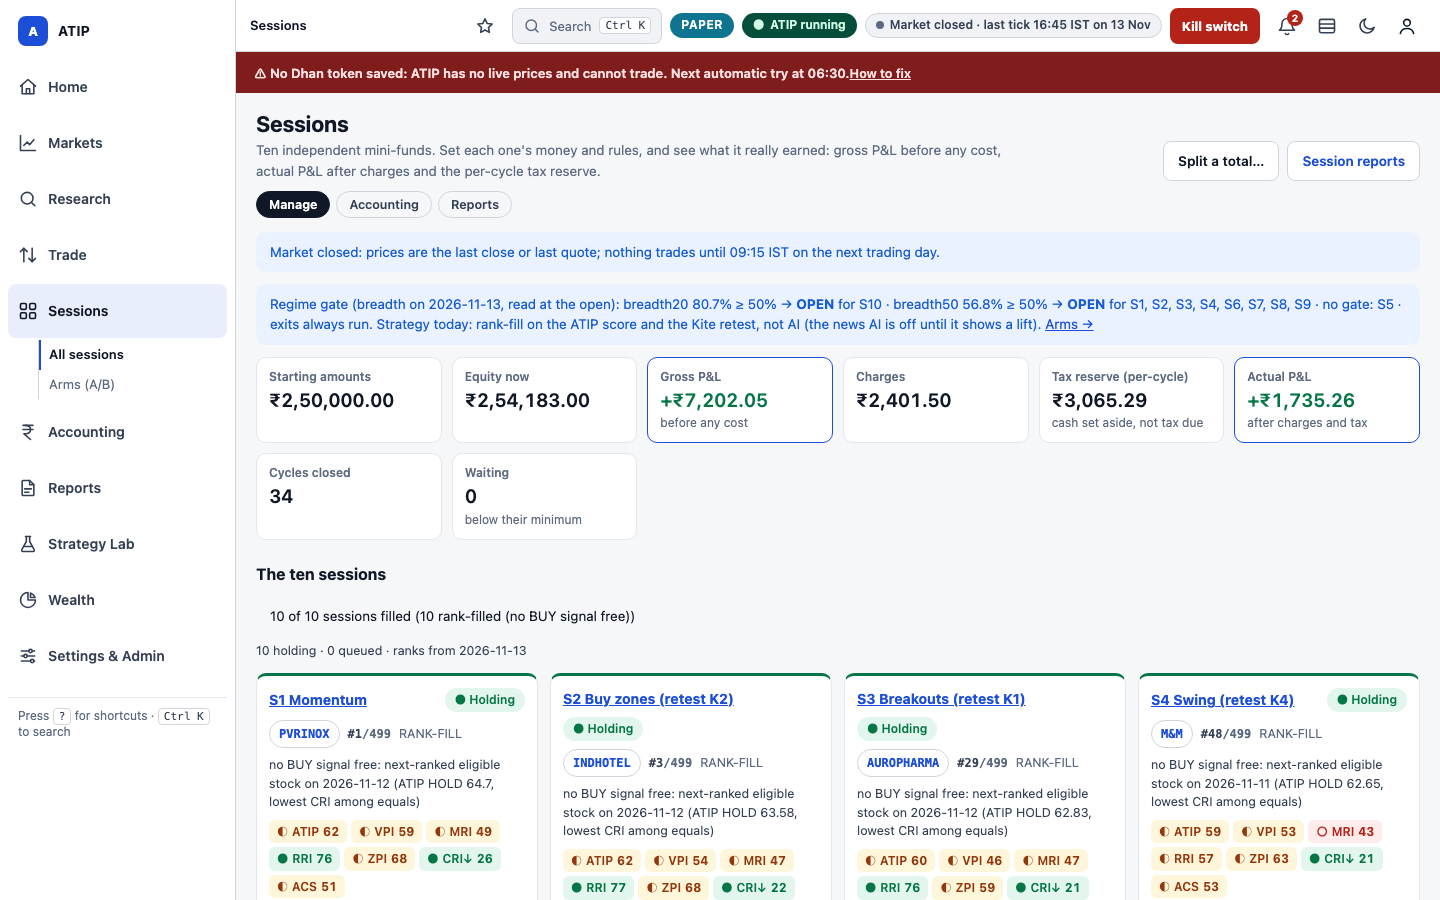 A ATIP
Home
Markets
Research
Trade
Sessions
All sessions
Arms (A/B)
Accounting
Reports
Strategy Lab
Wealth
Settings & Admin
Press ? for shortcuts · Ctrl K
to search
Sessions
Search Ctrl K
PAPER
ATIP running
Market closed · last tick 16:45 IST on 13 Nov
Kill switch
2
⚠ No Dhan token saved: ATIP has no live prices and cannot trade. Next automatic try at 06:30.How to fix
Sessions
Ten independent mini-funds. Set each one's money and rules, and see what it really earned: gross P&L before any cost,
actual P&L after charges and the per-cycle tax reserve.
Split a total...
Session reports
Manage
Accounting
Reports
Market closed: prices are the last close or last quote; nothing trades until 09:15 IST on the next trading day.
Regime gate (breadth on 2026-11-13, read at the open): breadth20 80.7% ≥ 50% → OPEN for S10 · breadth50 56.8% ≥ 50% → OPEN for S1, S2, S3, S4, S6, S7, S8, S9 · no gate: S5 ·
exits always run. Strategy today: rank-fill on the ATIP score and the Kite retest, not AI (the news AI is off until it shows a lift). Arms →
Starting amounts
₹2,50,000.00
Equity now
₹2,54,183.00
Gross P&L
+₹7,202.05
before any cost
Charges
₹2,401.50
Tax reserve (per-cycle)
₹3,065.29
cash set aside, not tax due
Actual P&L
+₹1,735.26
after charges and tax
Cycles closed
34
Waiting
0
below their minimum
The ten sessions
10 of 10 sessions filled (10 rank-filled (no BUY signal free))
10 holding · 0 queued · ranks from 2026-11-13
S1 Momentum
● Holding
PVRINOX #1/499 RANK-FILL
no BUY signal free: next-ranked eligible
stock on 2026-11-12 (ATIP HOLD 64.7,
lowest CRI among equals)
◐ ATIP 62 ◐ VPI 59 ◐ MRI 49
● RRI 76 ◐ ZPI 68 ● CRI↓ 26
◐ ACS 51
S2 Buy zones (retest K2)
● Holding
INDHOTEL #3/499 RANK-FILL
no BUY signal free: next-ranked eligible
stock on 2026-11-12 (ATIP HOLD 63.58,
lowest CRI among equals)
◐ ATIP 62 ◐ VPI 54 ◐ MRI 47
● RRI 77 ◐ ZPI 68 ● CRI↓ 22
S3 Breakouts (retest K1)
● Holding
AUROPHARMA #29/499 RANK-FILL
no BUY signal free: next-ranked eligible
stock on 2026-11-12 (ATIP HOLD 62.83,
lowest CRI among equals)
◐ ATIP 60 ◐ VPI 46 ◐ MRI 47
● RRI 76 ◐ ZPI 59 ● CRI↓ 21
S4 Swing (retest K4)
● Holding
M&M #48/499 RANK-FILL
no BUY signal free: next-ranked eligible
stock on 2026-11-11 (ATIP HOLD 62.65,
lowest CRI among equals)
◐ ATIP 59 ◐ VPI 53 ○ MRI 43
◐ RRI 57 ◐ ZPI 63 ● CRI↓ 21
◐ ACS 53